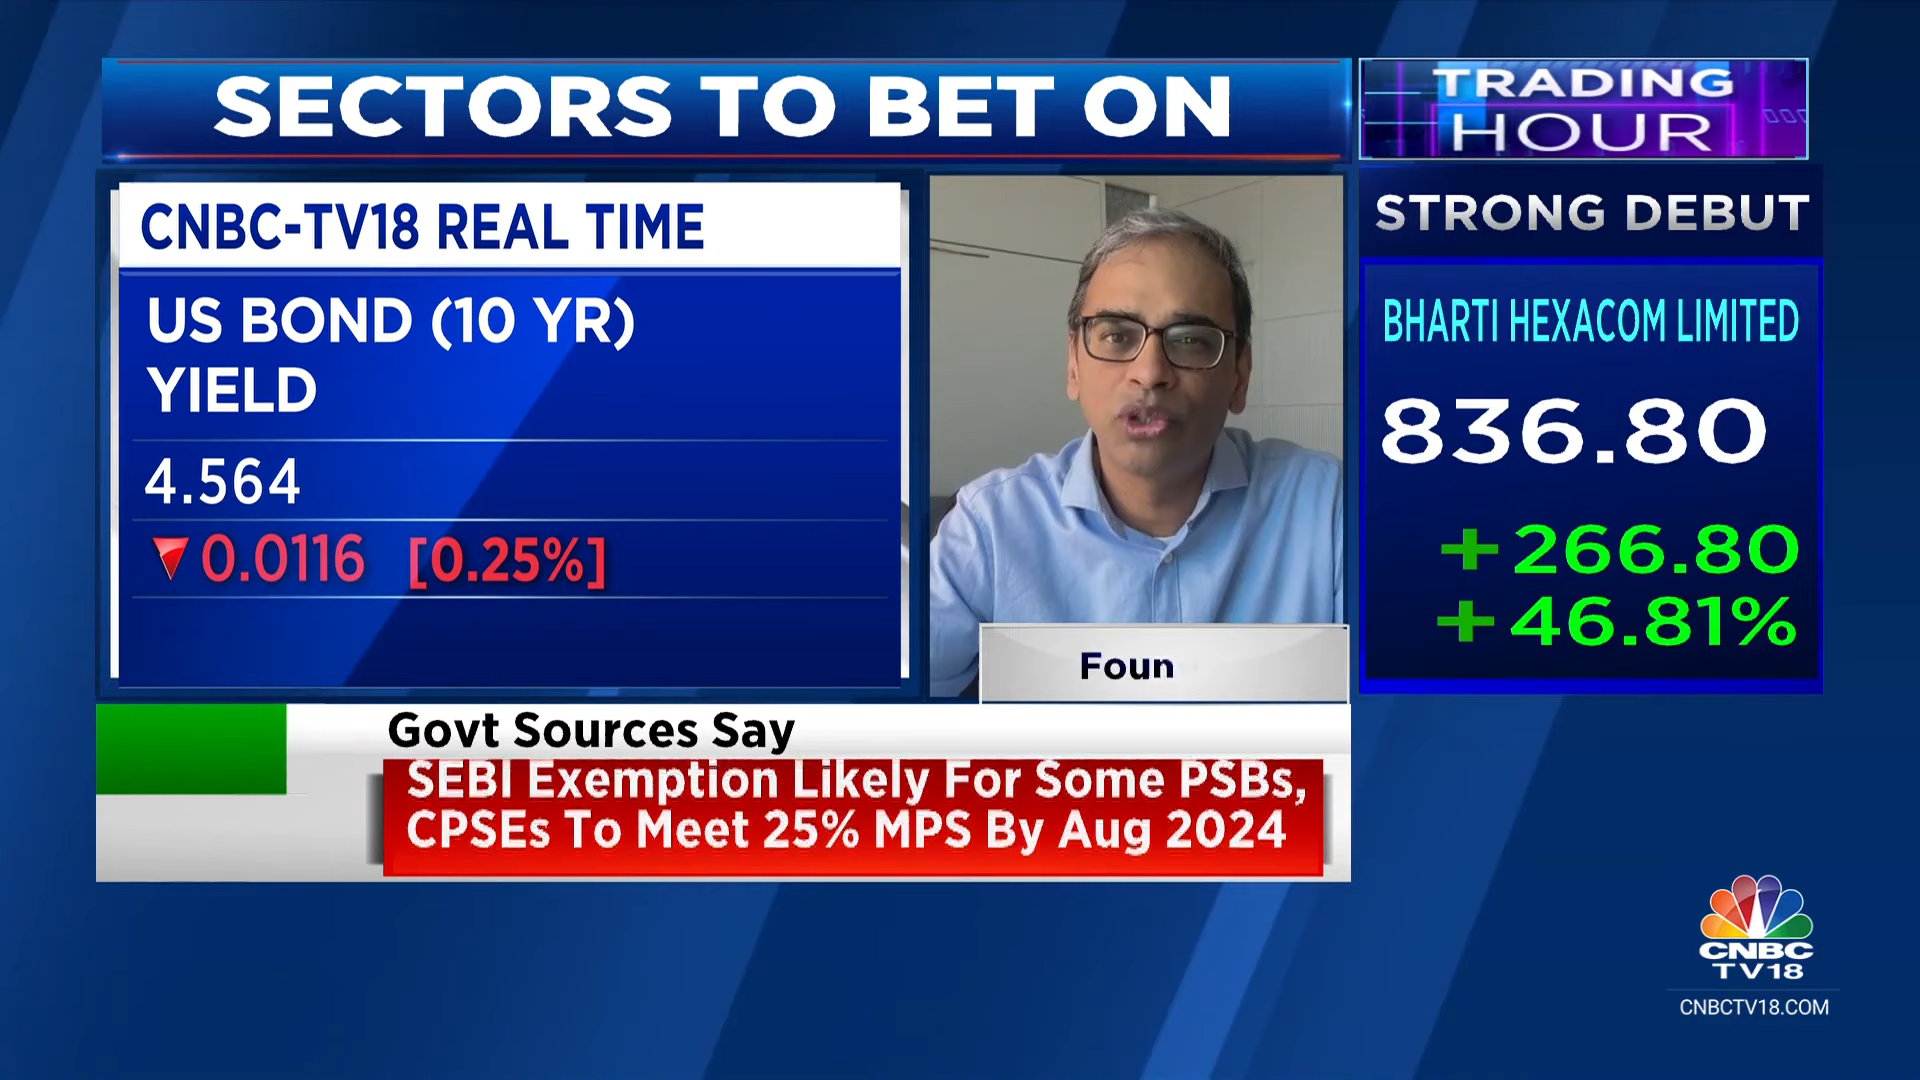 SECTORS TO BET ON
TRADING
HOUR
CNBC-TV18 REAL TIME
US BOND (10 YR)
YIELD
4.564
▼0.0116 [0.25%]
STRONG DEBUT
BHARTI HEXACOM LIMITED
836.80
+266.80
+46.81%
Foun
Govt Sources Say
SEBI Exemption Likely For Some PSBs,
CPSEs To Meet 25% MPS By Aug 2024
CNBC
TV18
CNBCTV18.COM